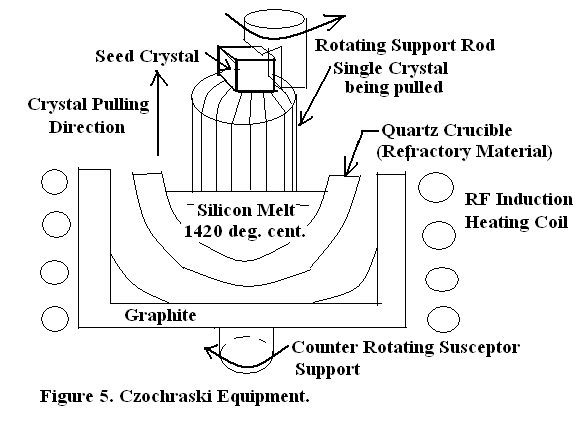 Seed Crystal
Rotating Support Rod
Single Crystal
being pulled
Crystal Pulling
Direction
Quartz Crucible
(Refractory Material)
Silicon Melt
1420 deg. cent.
RF Induction
Heating Coil
Graphite
Counter Rotating Susceptor
Support
Figure 5. Czochraski Equipment.